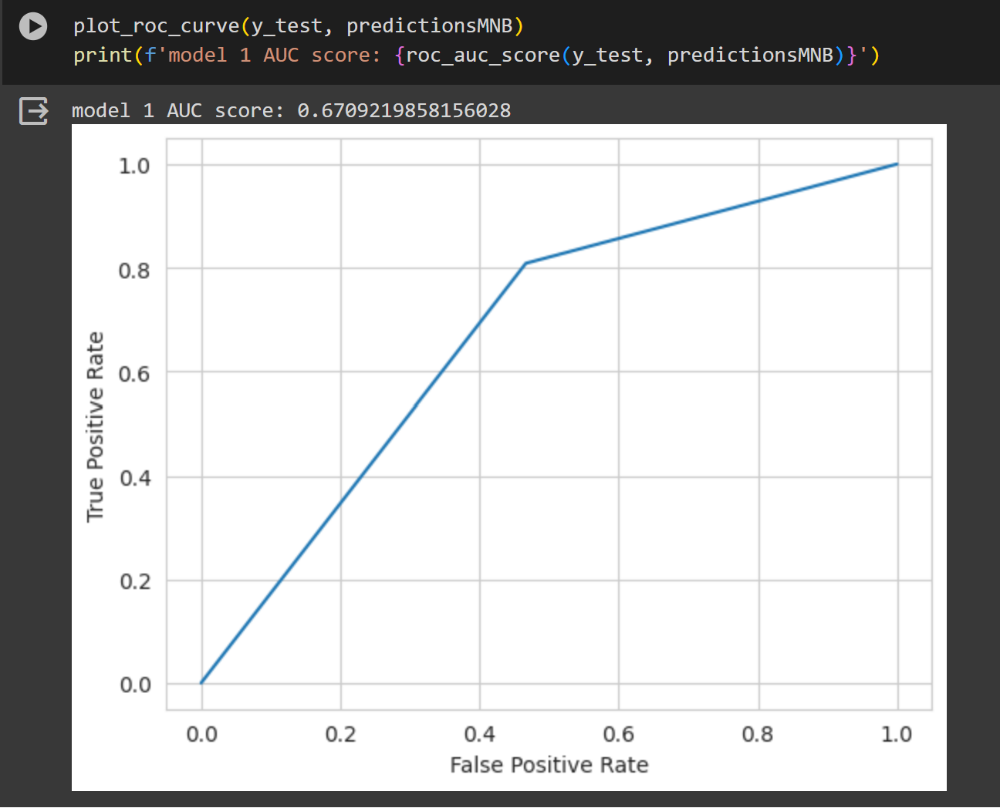 plot_roc_curve(y_test, predictionsMNB)
print(f'model 1 AUC score: {roc_auc_score(y_test, predictionsMNB)}')
model 1 AUC score: 0.6709219858156028
1.0
0.8
0.6
0.4
0.2
0.0
True Positive Rate
0.0 0.2 0.4 0.6 0.8 1.0
False Positive Rate